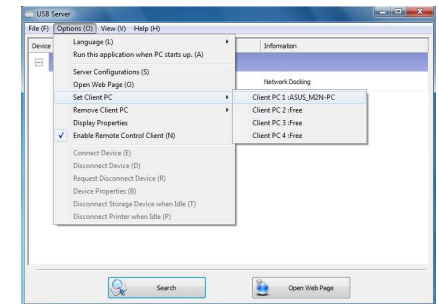 USB Server
File (F) Options (O) View (V) Help (H)
Device Information
Language (L)
Run this application when PC starts up. (A)
Server Configurations (S)
Open Web Page (O)
Network Docking
Set Client PC
Client PC 1 :ASUS_M2N-PC
Remove Client PC
Client PC 2 :Free
Display Properties
Client PC 3 :Free
Enable Remote Control Client (N)
Client PC 4 :Free
Connect Device (E)
Disconnect Device (D)
Request Disconnect Device (R)
Device Properties (B)
Disconnect Storage Device when Idle (T)
Disconnect Printer when Idle (P)
Search Open Web Page